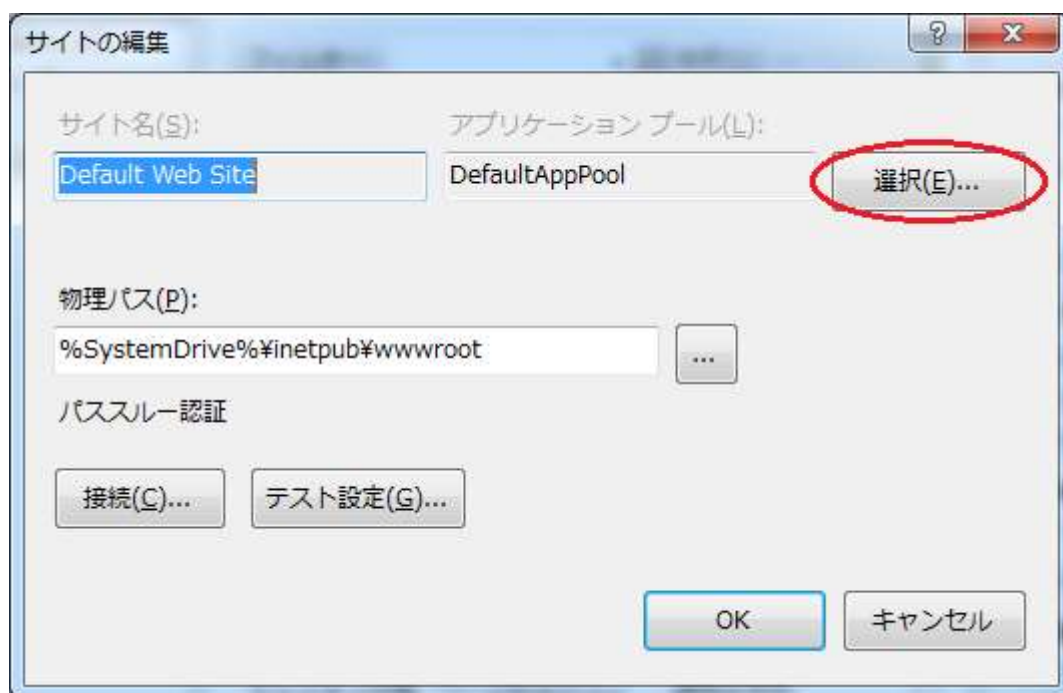 サイトの編集
サイト名(S):
アプリケーション プール(L):
Default Web Site
DefaultAppPool
選択(E)...
物理パス(P):
%SystemDrive%¥inetpub¥wwwroot
...
パススルー認証
接続(C)...
テスト設定(G)...
OK
キャンセル